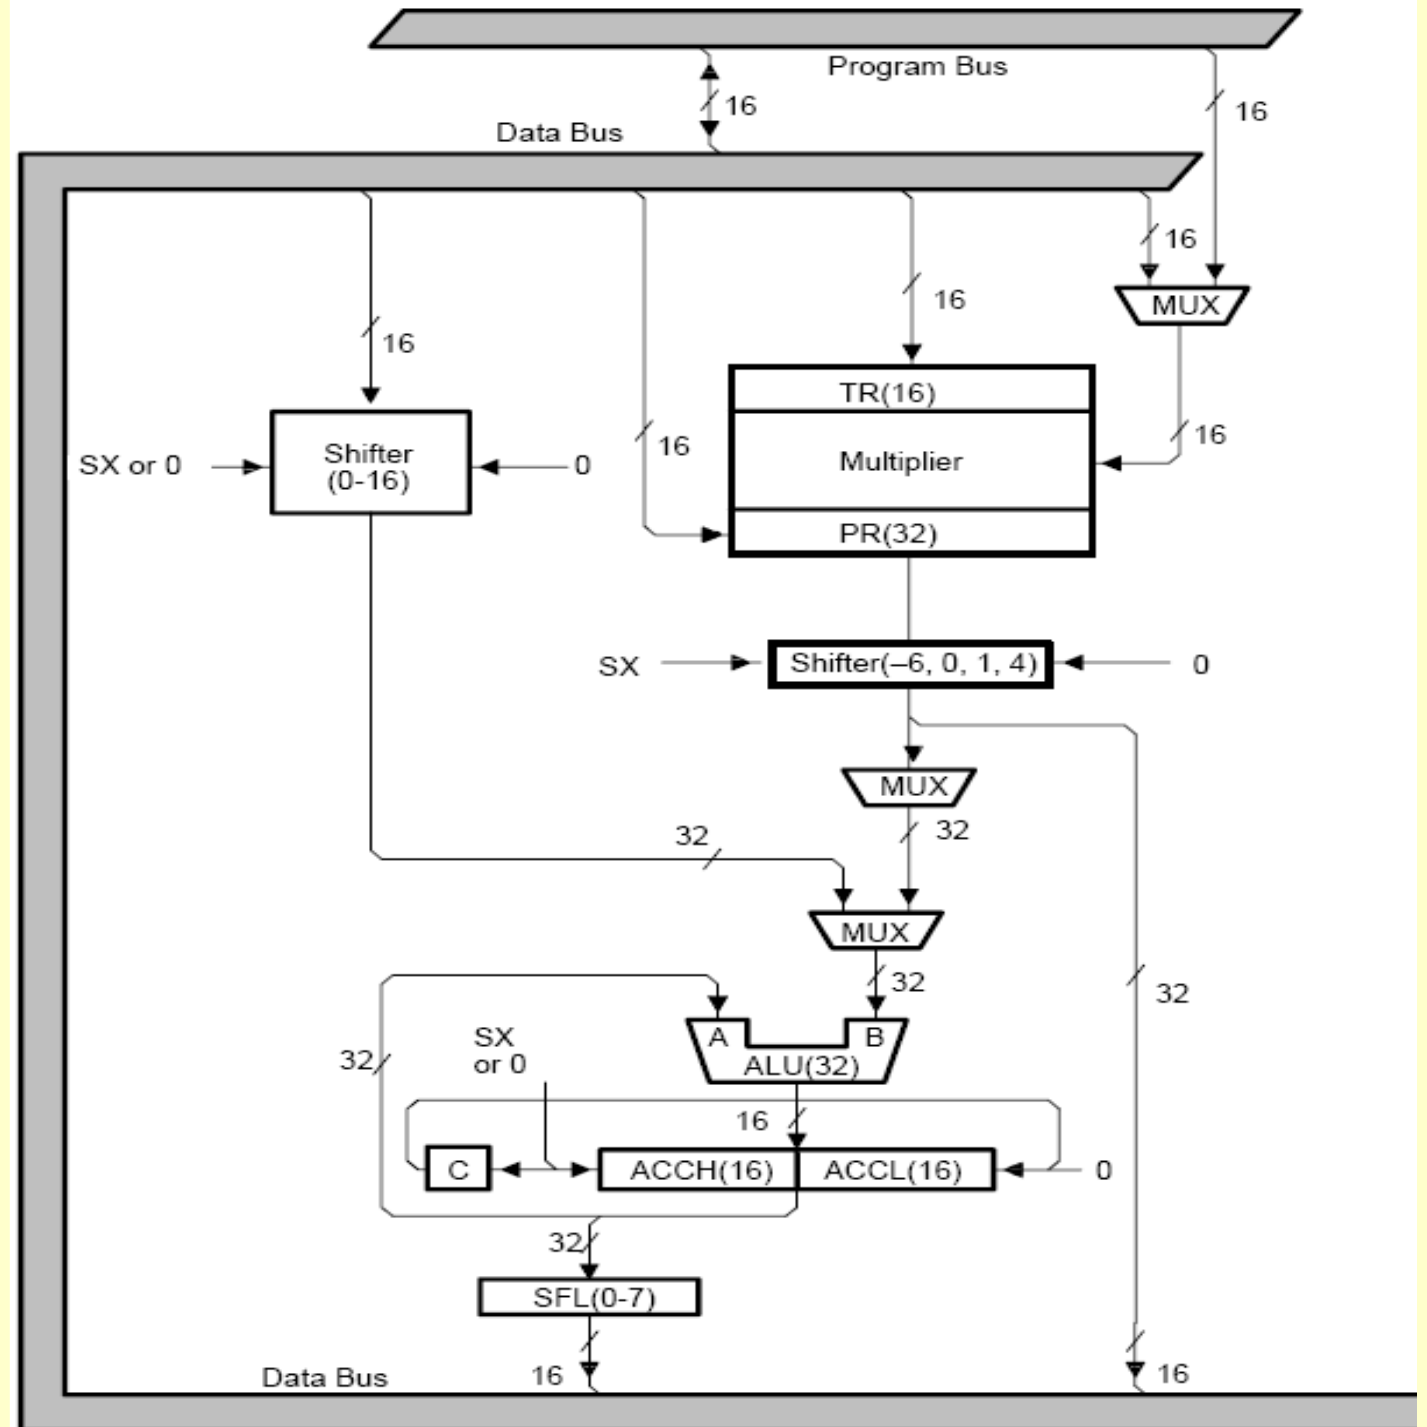 Program Bus
16
16
Data Bus
16
16
MUX
16
TR(16)
16
Shifter
(0-16)
SX or 0
0
16
Multiplier
16
PR(32)
SX
Shifter(–6, 0, 1, 4)
0
MUX
32
32
MUX
32
32
A
B
SX
or 0
32
ALU(32)
16
C
ACCH(16)
ACCL(16)
0
32
SFL(0-7)
Data Bus
16
16